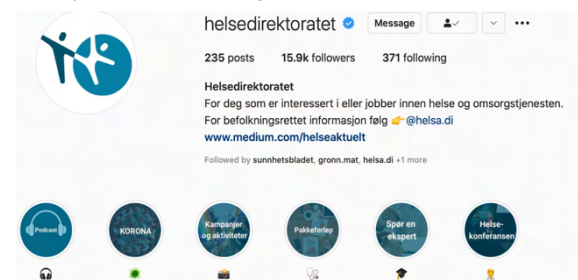 helsedirektoratet
Message
235 posts 15.9k followers 371 following
Helsedirektoratet
For deg som er interessert i eller jobber innen helse og omsorgstjenesten.
For befolkningsrettet informasjon følg 👉 @helsa.di
www.medium.com/helseaktuelt
Followed by sunnhetsbladet, gronn.mat, helsa.di +1 more
Podcast
KORONA
Kampanjer
og aktiviteter
Pakkeforløp
Spør en
ekspert
Helse-
konferansen